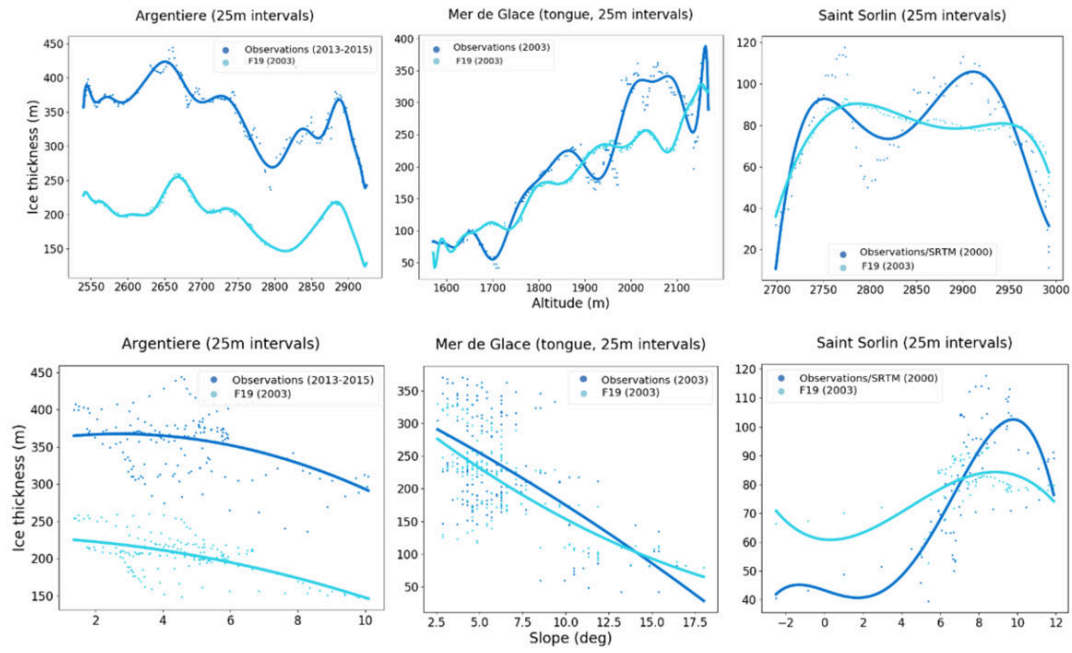 Argentiere (25m intervals)
Mer de Glace (tongue, 25m intervals)
Saint Sorlin (25m intervals)
Ice thickness (m)
450
400
350
300
250
200
150
Observations (2013-2015)
F19 (2003)
2550 2600 2650 2700 2750 2800 2850 2900
400
350
300
250
200
150
100
50
Observations (2003)
F19 (2003)
1600 1700 1800 1900 2000 2100
Altitude (m)
120
100
80
60
40
20
Observations/SRTM (2000)
F19 (2003)
2700 2750 2800 2850 2900 2950 3000
Argentiere (25m intervals)
Mer de Glace (tongue, 25m intervals)
Saint Sorlin (25m intervals)
Ice thickness (m)
450
400
350
300
250
200
150
Observations (2013-2015)
F19 (2003)
2 4 6 8 10
400
350
300
250
200
150
100
50
Observations (2003)
F19 (2003)
2.5 5.0 7.5 10.0 12.5 15.0 17.5
Slope (deg)
120
110
100
90
80
70
60
50
40
Observations/SRTM (2000)
F19 (2003)
−2 0 2 4 6 8 10 12